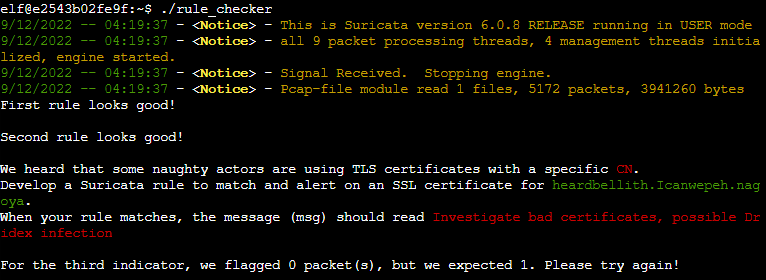 elf@e2543b02fe9f:~$ ./rule_checker
9/12/2022 -- 04:19:37 - <Notice> - This is Suricata version 6.0.8 RELEASE running in USER mode
9/12/2022 -- 04:19:37 - <Notice> - all 9 packet processing threads, 4 management threads initia
lized, engine started.
9/12/2022 -- 04:19:37 - <Notice> - Signal Received.  Stopping engine.
9/12/2022 -- 04:19:37 - <Notice> - Pcap-file module read 1 files, 5172 packets, 3941260 bytes
First rule looks good!

Second rule looks good!

We heard that some naughty actors are using TLS certificates with a specific CN.
Develop a Suricata rule to match and alert on an SSL certificate for heardbellith.Icanwepeh.nag
oya.
When your rule matches, the message (msg) should read Investigate bad certificates, possible Dr
idex infection

For the third indicator, we flagged 0 packet(s), but we expected 1. Please try again!